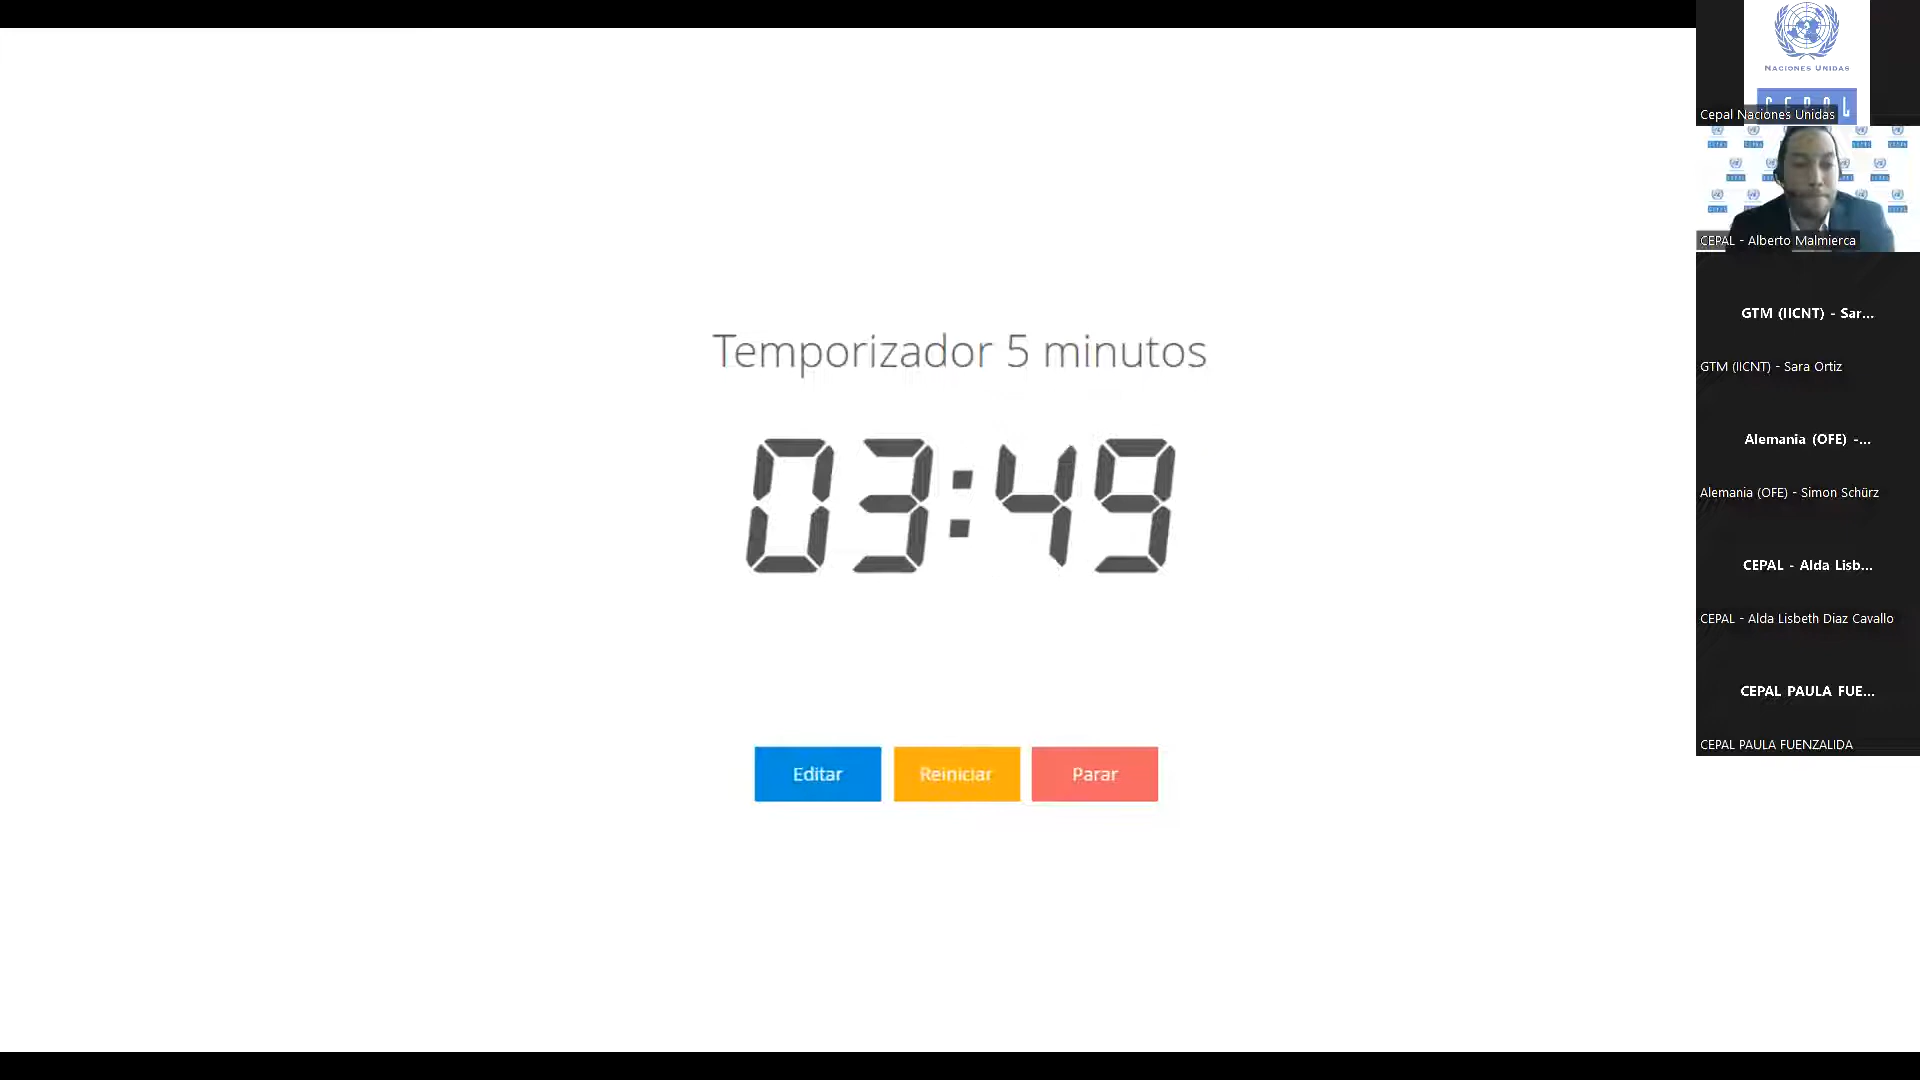 Temporizador 5 minutos
03:49
Editar
Reiniciar
Parar
NACIONES UNIDAS
CEPAL
Cepal Naciones Unidas
CEPAL - Alberto Malmierca
GTM (IICNT) - Sar...
GTM (IICNT) - Sara Ortiz
Alemania (OFE) -...
Alemania (OFE) - Simon Schürz
CEPAL - Alda Lisb...
CEPAL - Alda Lisbeth Díaz Cavallo
CEPAL PAULA FUE...
CEPAL PAULA FUENZALIDA